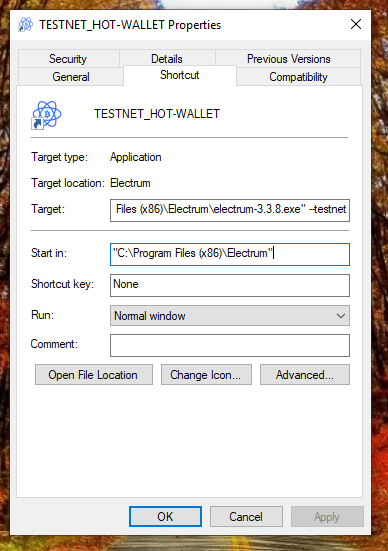 TESTNET_HOT-WALLET Properties
Security Details Previous Versions
General Shortcut Compatibility
TESTNET_HOT-WALLET
Target type: Application
Target location: Electrum
Target: Files (x86)\Electrum\electrum-3.3.8.exe" --testnet
Start in: "C:\Program Files (x86)\Electrum"
Shortcut key: None
Run: Normal window
Comment:
Open File Location Change Icon... Advanced...
OK Cancel Apply